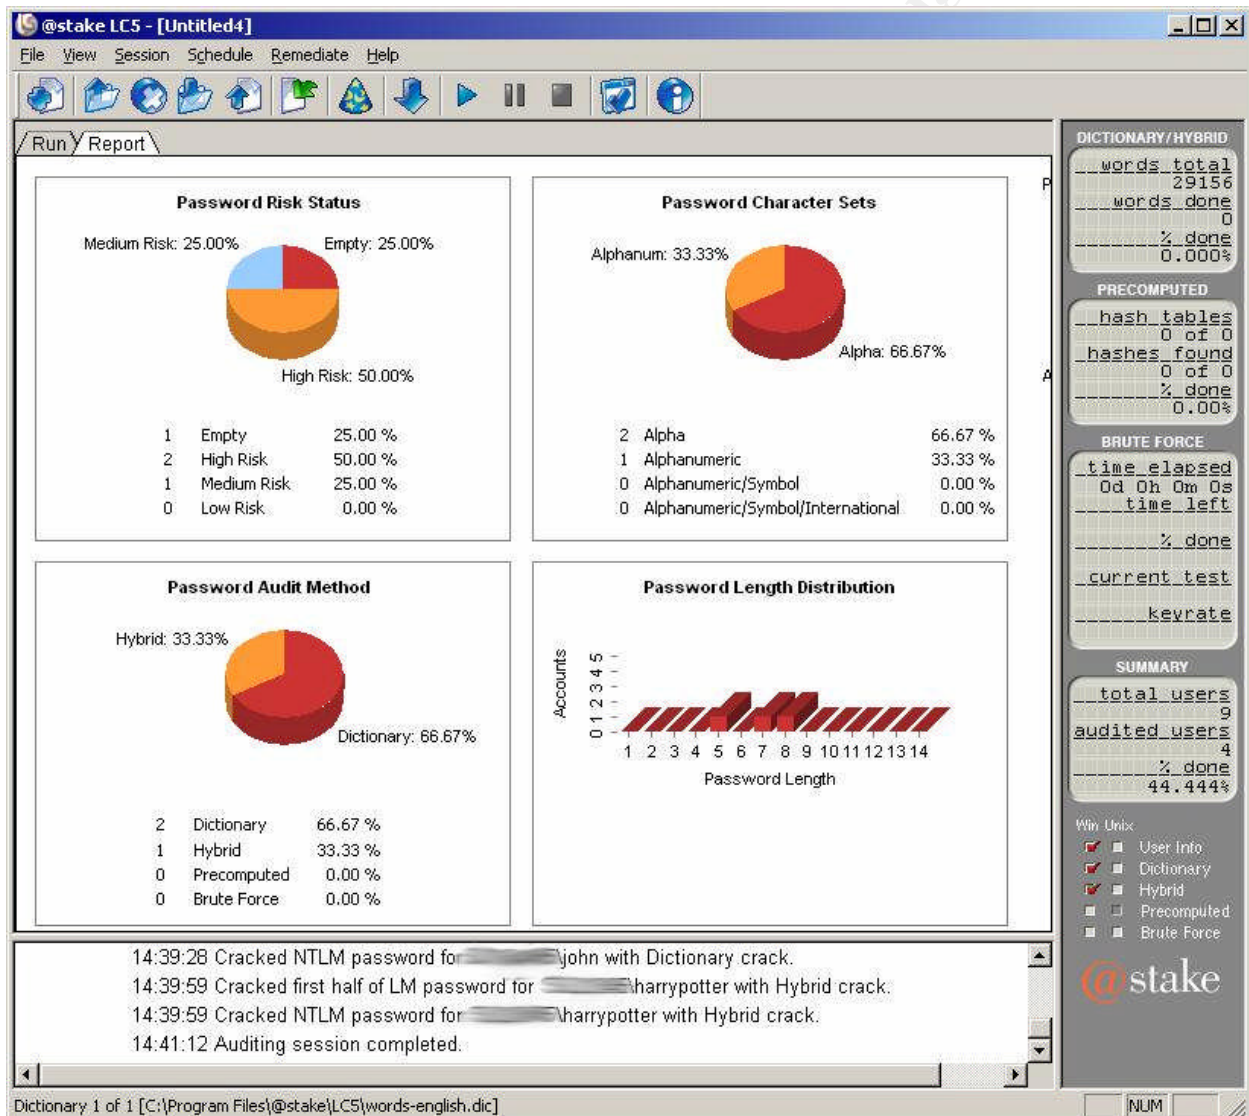 @stake LC5 - [Untitled4]
File View Session Schedule Remediate Help
Run Report
Password Risk Status
Medium Risk: 25.00% Empty: 25.00%
High Risk: 50.00%
1 Empty 25.00 %
2 High Risk 50.00 %
1 Medium Risk 25.00 %
0 Low Risk 0.00 %
Password Character Sets
Alphanum: 33.33%
Alpha: 66.67%
2 Alpha 66.67 %
1 Alphanumeric 33.33 %
0 Alphanumeric/Symbol 0.00 %
0 Alphanumeric/Symbol/International 0.00 %
P
A
Password Audit Method
Hybrid: 33.33%
Dictionary: 66.67%
2 Dictionary 66.67 %
1 Hybrid 33.33 %
0 Precomputed 0.00 %
0 Brute Force 0.00 %
Password Length Distribution
Accounts
0 1 2 3 4 5
1 2 3 4 5 6 7 8 9 10 11 12 13 14
Password Length
14:39:28 Cracked NTLM password for \john with Dictionary crack.
14:39:59 Cracked first half of LM password for \harrypotter with Hybrid crack.
14:39:59 Cracked NTLM password for \harrypotter with Hybrid crack.
14:41:12 Auditing session completed.
DICTIONARY/HYBRID
words total
29156
words done
0
% done
0.000%
PRECOMPUTED
hash tables
0 of 0
hashes found
0 of 0
% done
0.00%
BRUTE FORCE
time elapsed
0d 0h 0m 0s
time left
% done
current test
keyrate
SUMMARY
total users
9
audited users
4
% done
44.444%
Win Unix
User Info
Dictionary
Hybrid
Precomputed
Brute Force
@stake
Dictionary 1 of 1 [C:\Program Files\@stake\LC5\words-english.dic]
NUM